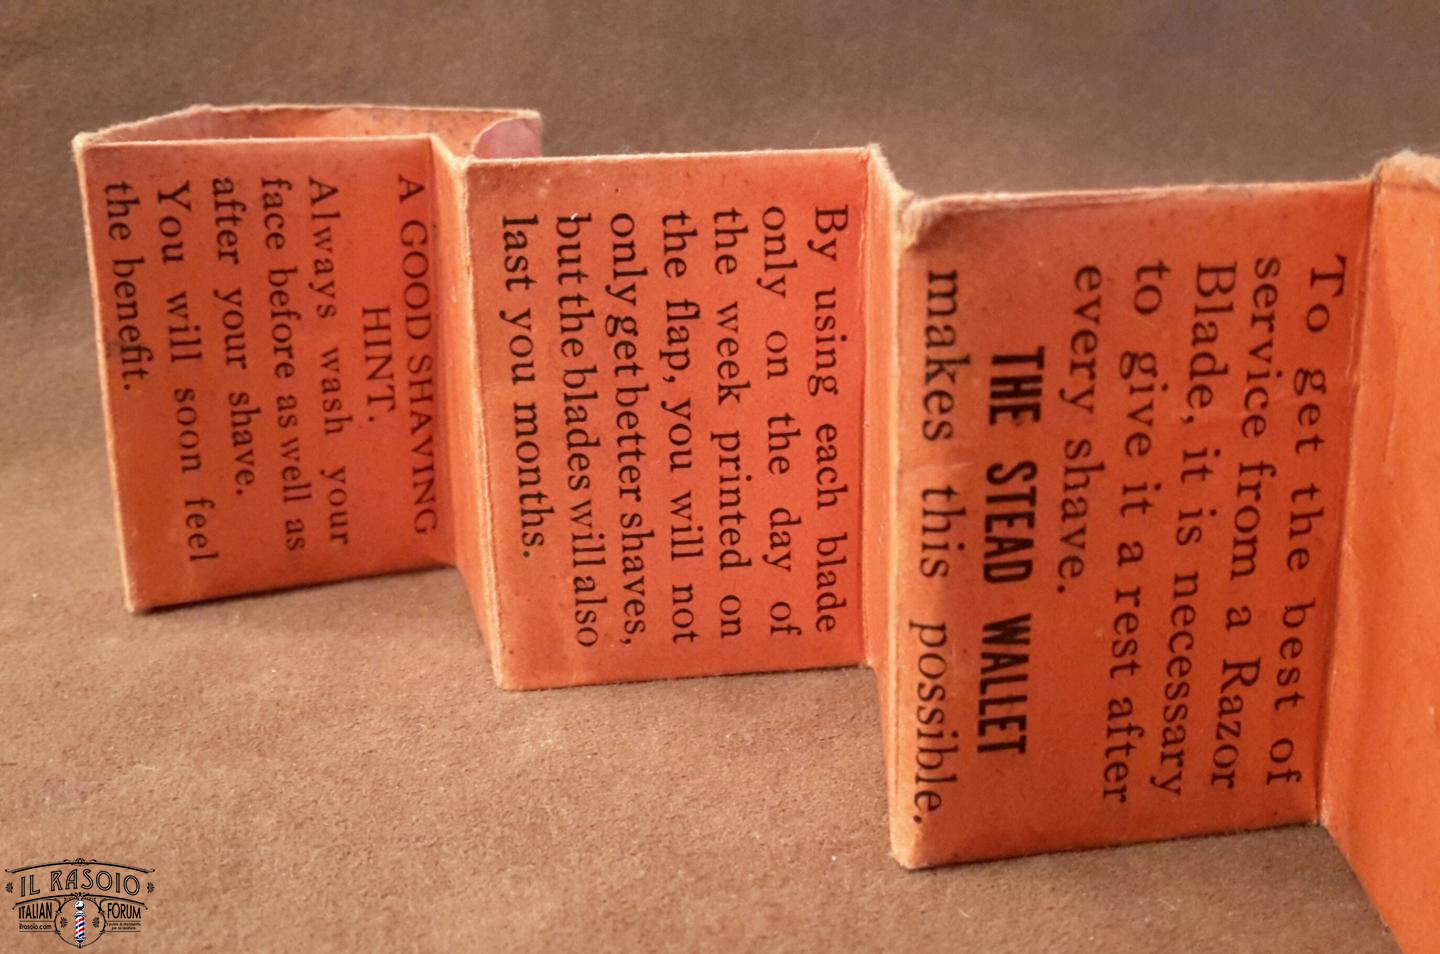 To get the best of
service from a Razor
Blade, it is necessary
to give it a rest after
every shave.
THE STEAD WALLET
makes this possible.
By using each blade
only on the day of
the week printed on
the flap, you will not
only get better shaves,
but the blades will also
last you months.
A GOOD SHAVING
HINT.
Always wash your
face before as well as
after your shave.
You will soon feel
the benefit.
IL RASOIO
ITALIAN FORUM
ilrasoio.com